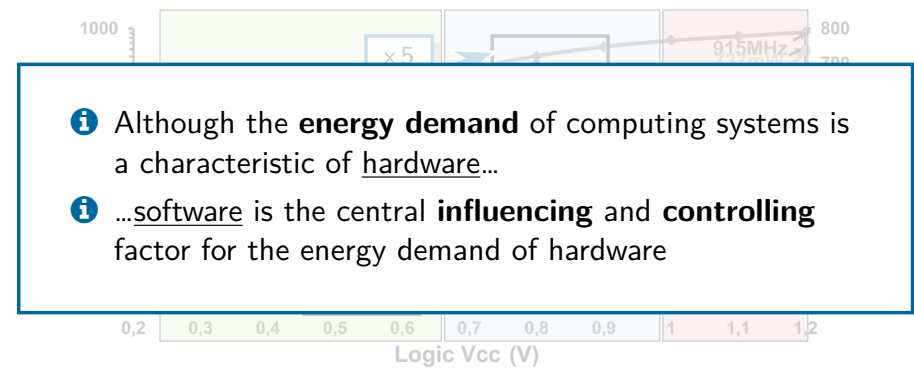 1000
800
×5
915MHz
737mW
700
Although the energy demand of computing systems is
a characteristic of hardware…
…software is the central influencing and controlling
factor for the energy demand of hardware
0,2 0,3 0,4 0,5 0,6 0,7 0,8 0,9 1 1,1 1,2
Logic Vcc (V)